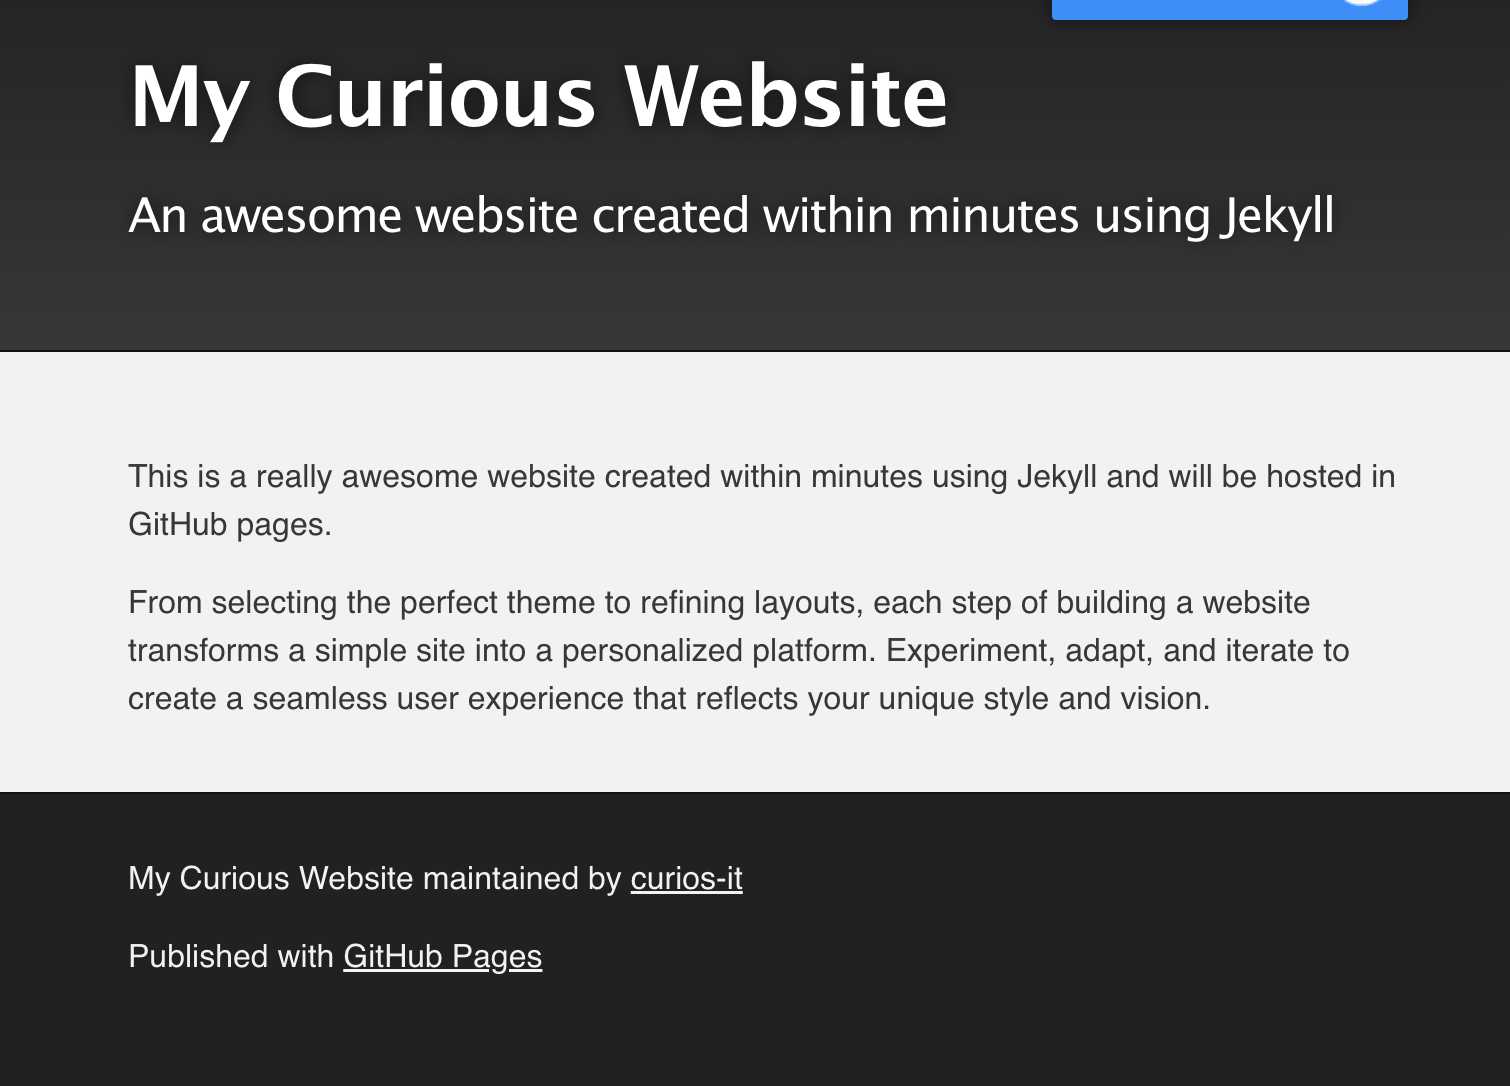 My Curious Website
An awesome website created within minutes using Jekyll
This is a really awesome website created within minutes using Jekyll and will be hosted in
GitHub pages.
From selecting the perfect theme to refining layouts, each step of building a website
transforms a simple site into a personalized platform. Experiment, adapt, and iterate to
create a seamless user experience that reflects your unique style and vision.
My Curious Website maintained by curios-it
Published with GitHub Pages